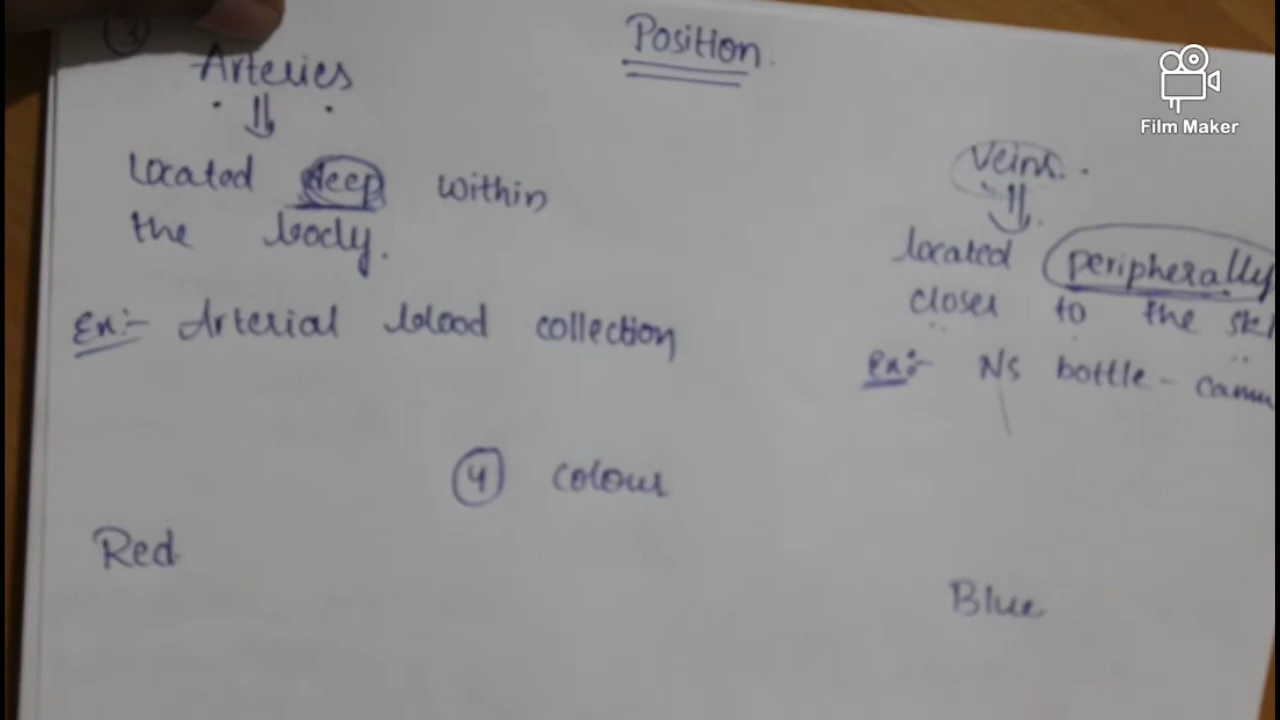 ③
Position.
Arteries
located deep within
the body.
Ex:- Arterial blood collection
Veins.
located peripherally
closer to the
Ex:- Ns bottle -
④ colour
Red
Blue
Film Maker